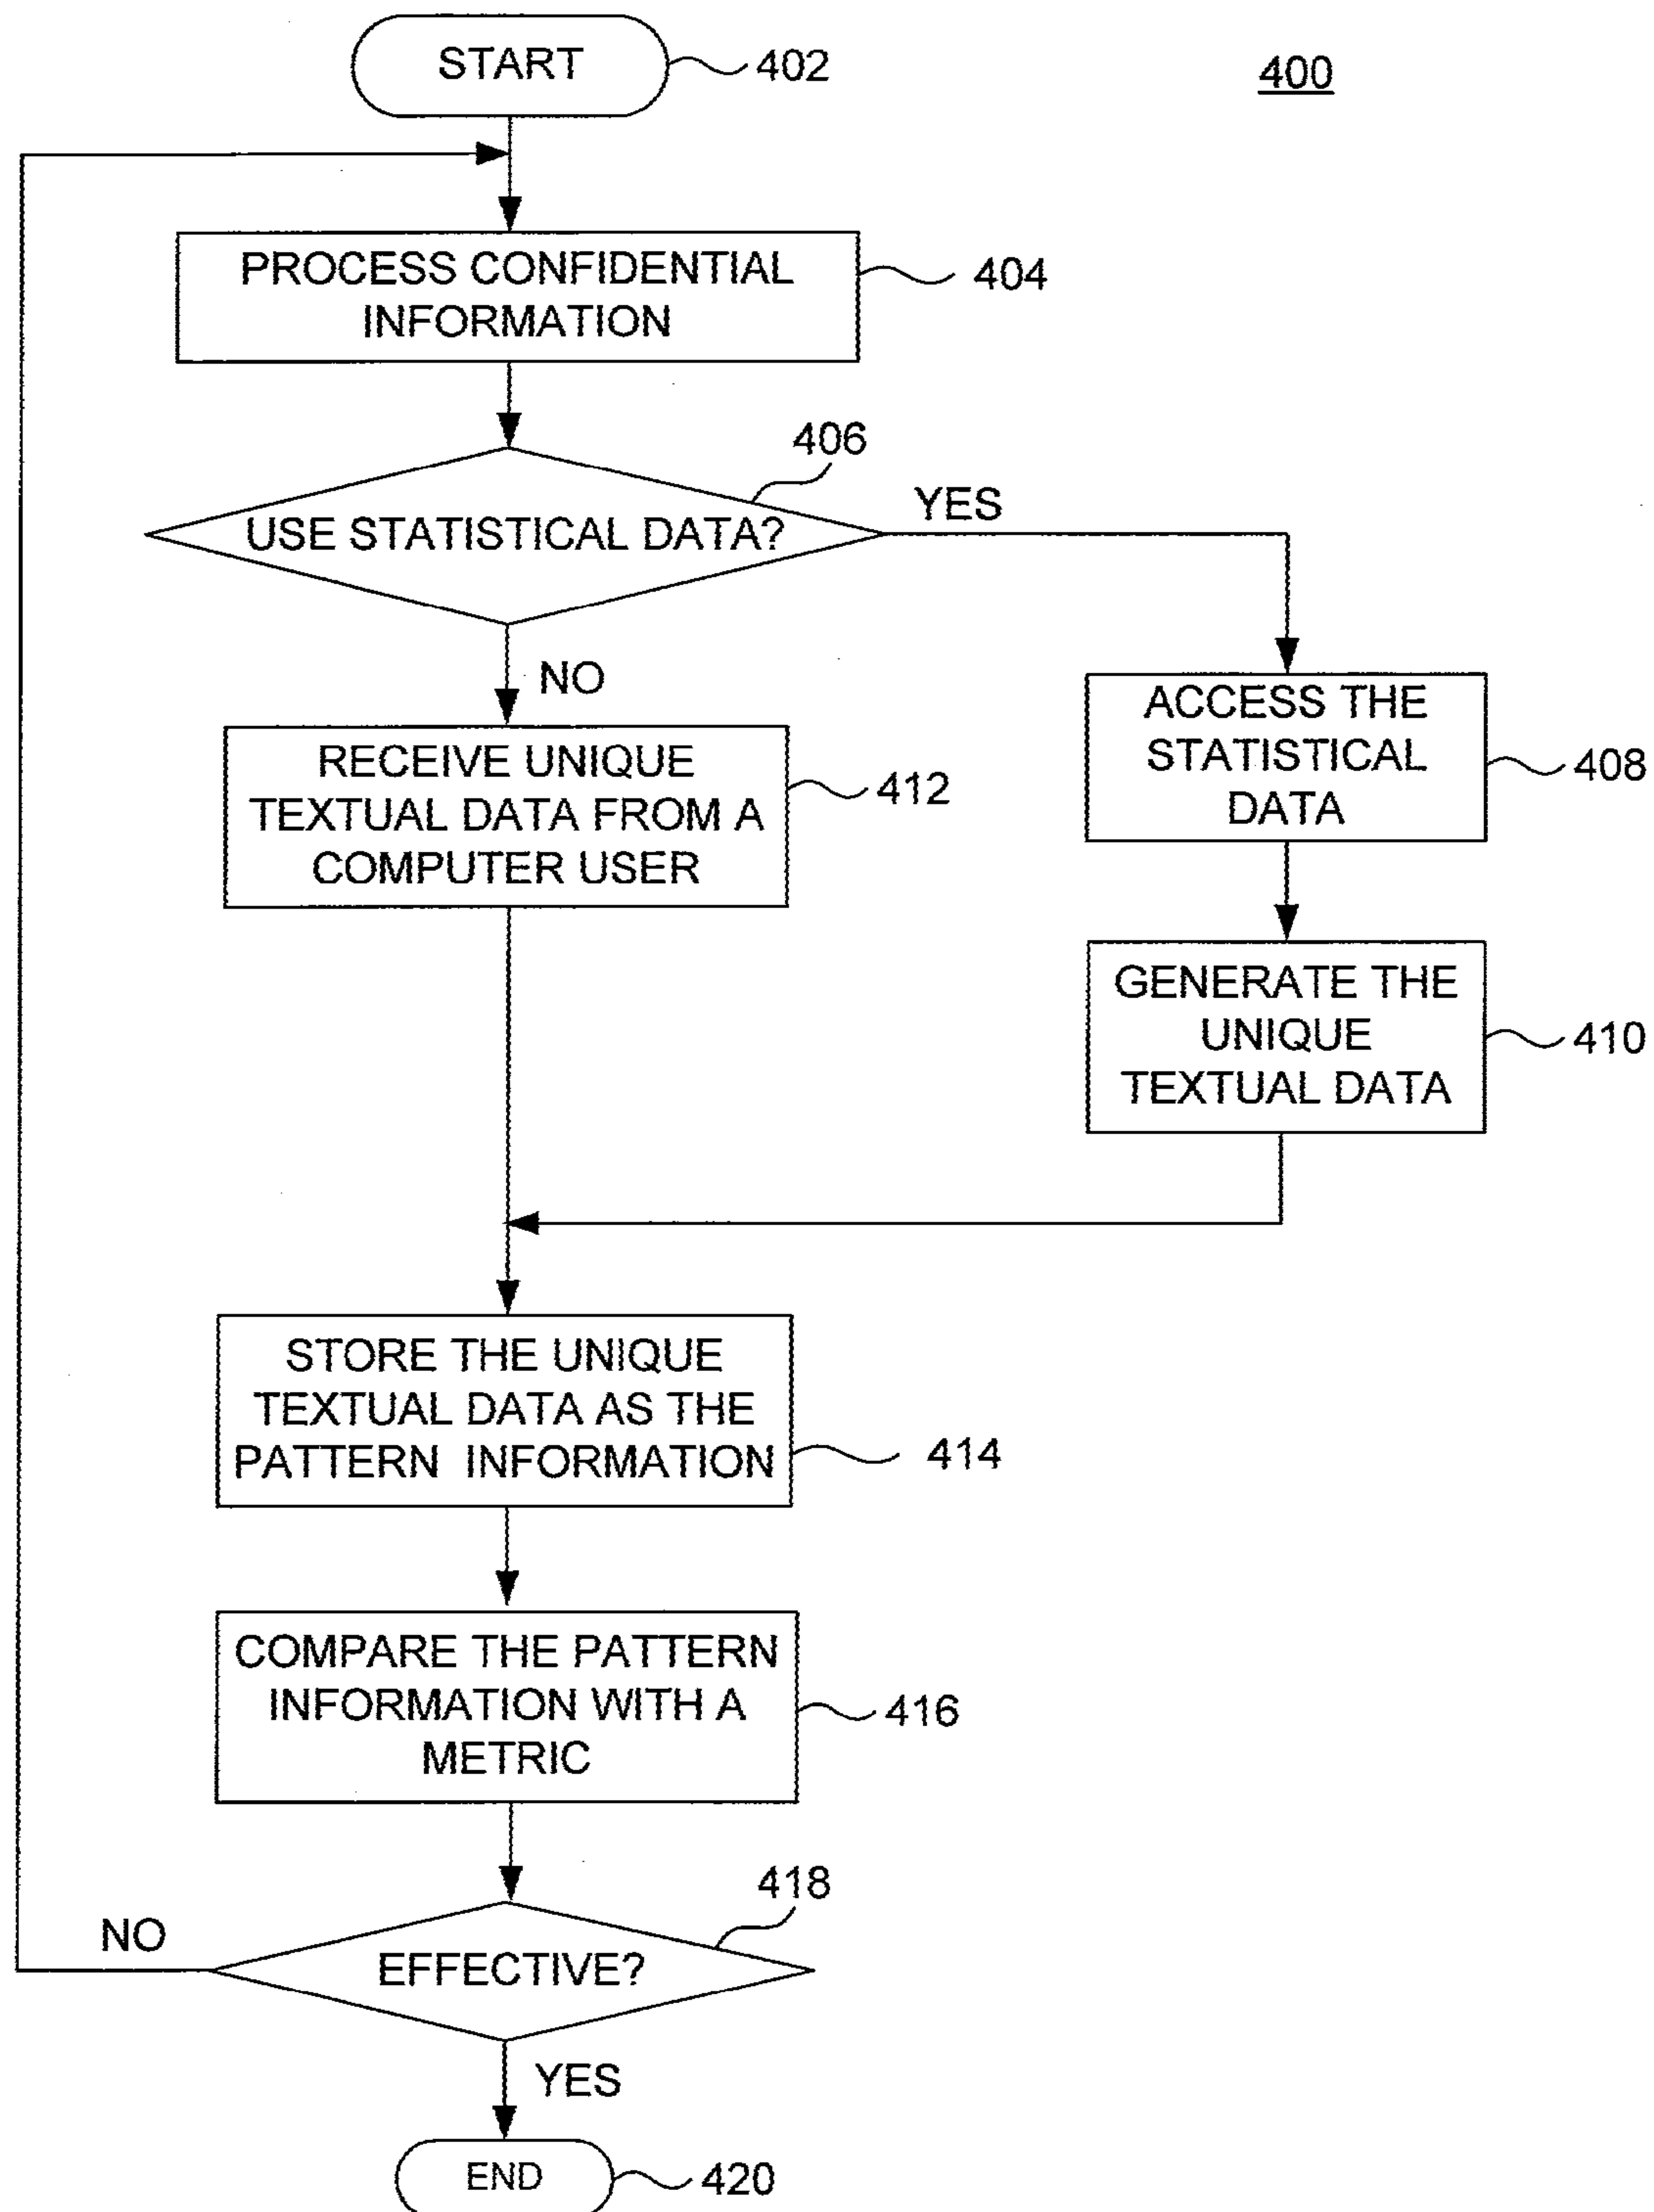 START
402
400
PROCESS CONFIDENTIAL
INFORMATION
404
406
USE STATISTICAL DATA?
YES
NO
RECEIVE UNIQUE
TEXTUAL DATA FROM A
COMPUTER USER
412
ACCESS THE
STATISTICAL
DATA
408
GENERATE THE
UNIQUE
TEXTUAL DATA
410
STORE THE UNIQUE
TEXTUAL DATA AS THE
PATTERN INFORMATION
414
COMPARE THE PATTERN
INFORMATION WITH A
METRIC
416
418
NO
EFFECTIVE?
YES
END
420